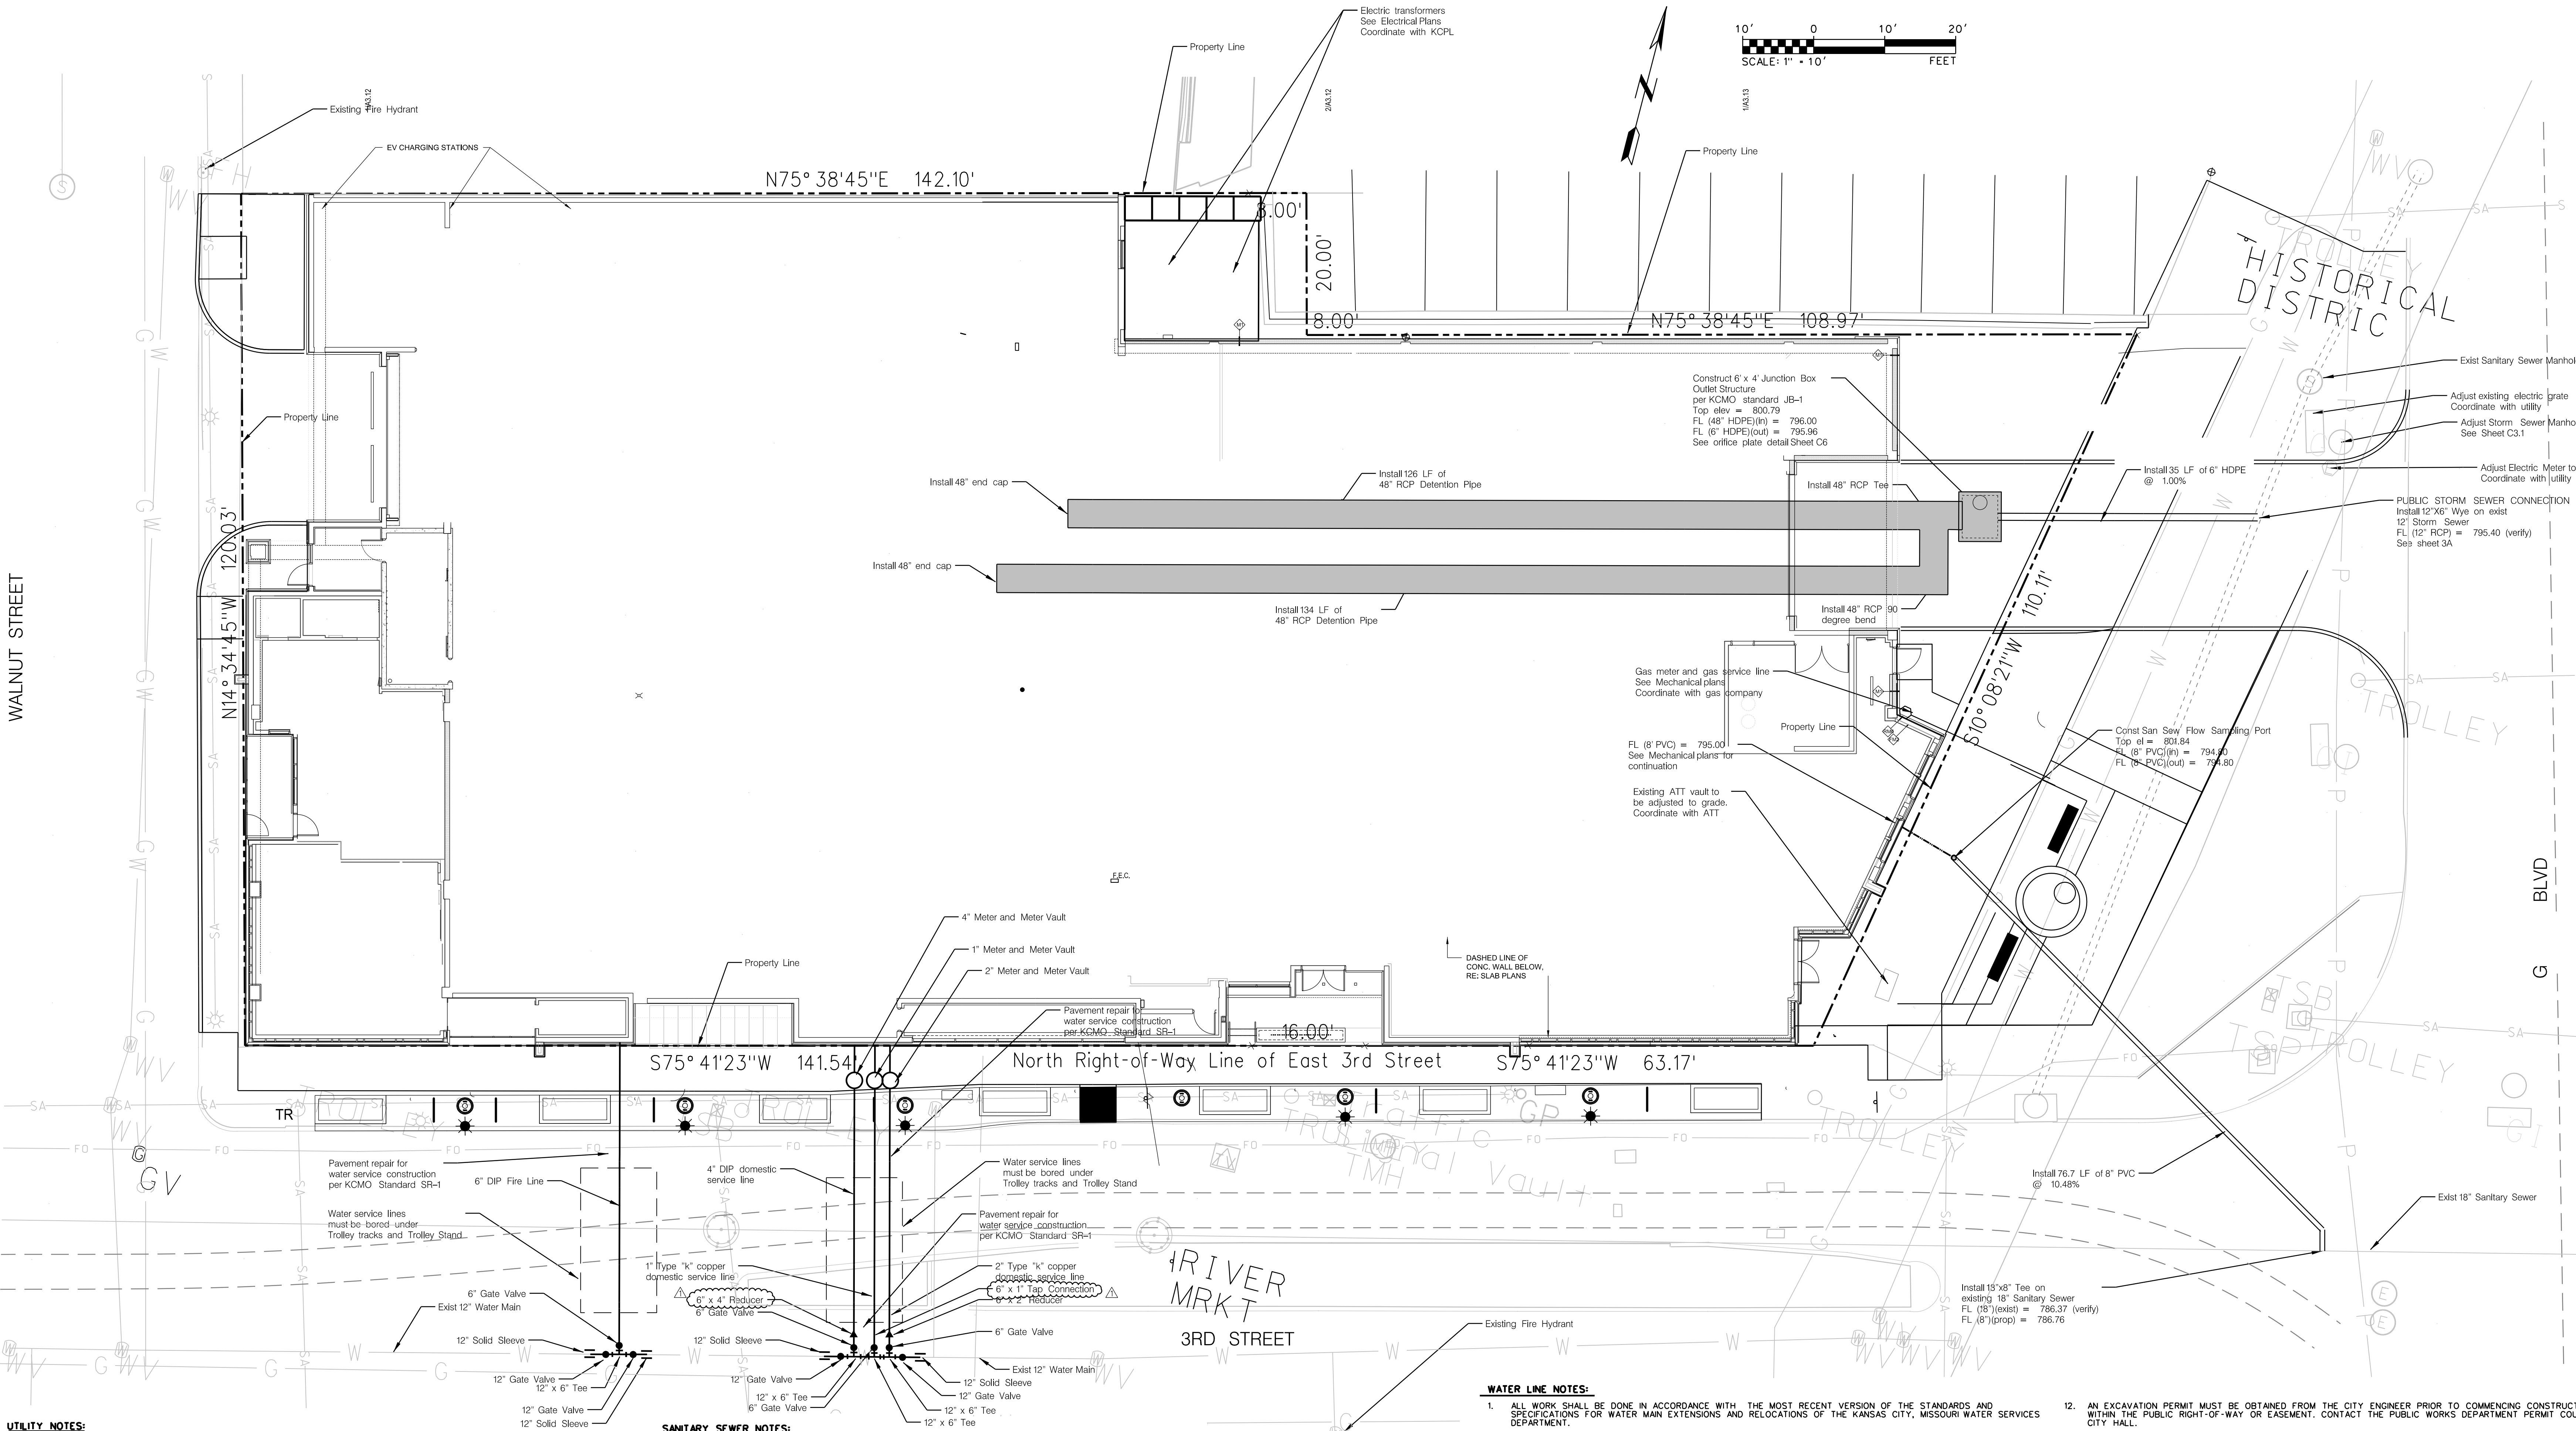 Electric transformers
See Electrical Plans
Coordinate with KCPL
Property Line
10' 0 10' 20'
SCALE: 1" = 10' FEET
N
1/A3.12
2/A3.12
1/A3.13
Existing Fire Hydrant
EV CHARGING STATIONS
Property Line
N75°38'45"E 142.10'
3.00'
20.00'
8.00'
N75°38'45"E 108.97'
HISTORICAL
DISTRIC
TROLLEY
Exist Sanitary Sewer Manhol
Adjust existing electric grate
Coordinate with utility
Adjust Storm Sewer Manho
See Sheet C3.1
Adjust Electric Meter to
Coordinate with utility
PUBLIC STORM SEWER CONNECTION
Install 12"X6" Wye on exist
12" Storm Sewer
FL (12" RCP) = 795.40 (verify)
See sheet 3A
Construct 6' x 4' Junction Box
Outlet Structure
per KCMO standard JB-1
Top elev = 800.79
FL (48" HDPE)(in) = 796.00
FL (6" HDPE)(out) = 795.96
See orifice plate detail Sheet C6
Property Line
Install 48" end cap
Install 126 LF of
48" RCP Detention Pipe
Install 48" RCP Tee
Install 35 LF of 6" HDPE
@ 1.00%
Install 48" end cap
Install 134 LF of
48" RCP Detention Pipe
Install 48" RCP 90
degree bend
WALNUT STREET
N14°34'45"W 120.03'
S10°08'21"W 110.11'
Gas meter and gas service line
See Mechanical plans
Coordinate with gas company
Property Line
FL (8' PVC) = 795.00
See Mechanical plans for
continuation
Existing ATT vault to
be adjusted to grade.
Coordinate with ATT
Const San Sew Flow Sampling Port
Top el = 801.84
FL (8" PVC)(in) = 794.80
FL (8" PVC)(out) = 794.80
TROLLEY
G BLVD
F.E.C.
4" Meter and Meter Vault
1" Meter and Meter Vault
2" Meter and Meter Vault
Property Line
DASHED LINE OF
CONC. WALL BELOW,
RE: SLAB PLANS
Pavement repair for
water service construction
per KCMO Standard SR-1
16.00'
S75°41'23"W 141.54'
North Right-of-Way Line of East 3rd Street
S75°41'23"W 63.17'
TR
TROLLEY
TROLLEY
GP
TROLLEY
TROLLEY
TSB
TSP
TMH
GV
Pavement repair for
water service construction
per KCMO Standard SR-1
6" DIP Fire Line
4" DIP domestic
service line
Water service lines
must be bored under
Trolley tracks and Trolley Stand
Water service lines
must be bored under
Trolley tracks and Trolley Stand
Pavement repair for
water service construction
per KCMO Standard SR-1
Install 76.7 LF of 8" PVC
@ 10.48%
Exist 18" Sanitary Sewer
1" Type "k" copper
domestic service line
2" Type "k" copper
domestic service line
6" x 4" Reducer
6" Gate Valve
6" x 1" Tap Connection
6" x 2" Reducer
RIVER
MRKT
3RD STREET
Install 18"x8" Tee on
existing 18" Sanitary Sewer
FL (18")(exist) = 786.37 (verify)
FL (8")(prop) = 786.76
6" Gate Valve
Exist 12" Water Main
12" Solid Sleeve
12" Solid Sleeve
6" Gate Valve
Existing Fire Hydrant
12" Gate Valve
12" x 6" Tee
12" Gate Valve
12" Solid Sleeve
12" Gate Valve
12" x 6" Tee
6" Gate Valve
Exist 12" Water Main
12" Solid Sleeve
12" Gate Valve
12" x 6" Tee
12" x 6" Tee
UTILITY NOTES:
SANITARY SEWER NOTES:
WATER LINE NOTES:
1. ALL WORK SHALL BE DONE IN ACCORDANCE WITH THE MOST RECENT VERSION OF THE STANDARDS AND
SPECIFICATIONS FOR WATER MAIN EXTENSIONS AND RELOCATIONS OF THE KANSAS CITY, MISSOURI WATER SERVICES
DEPARTMENT.
12. AN EXCAVATION PERMIT MUST BE OBTAINED FROM THE CITY ENGINEER PRIOR TO COMMENCING CONSTRUCT
WITHIN THE PUBLIC RIGHT-OF-WAY OR EASEMENT, CONTACT THE PUBLIC WORKS DEPARTMENT PERMIT COU
CITY HALL.